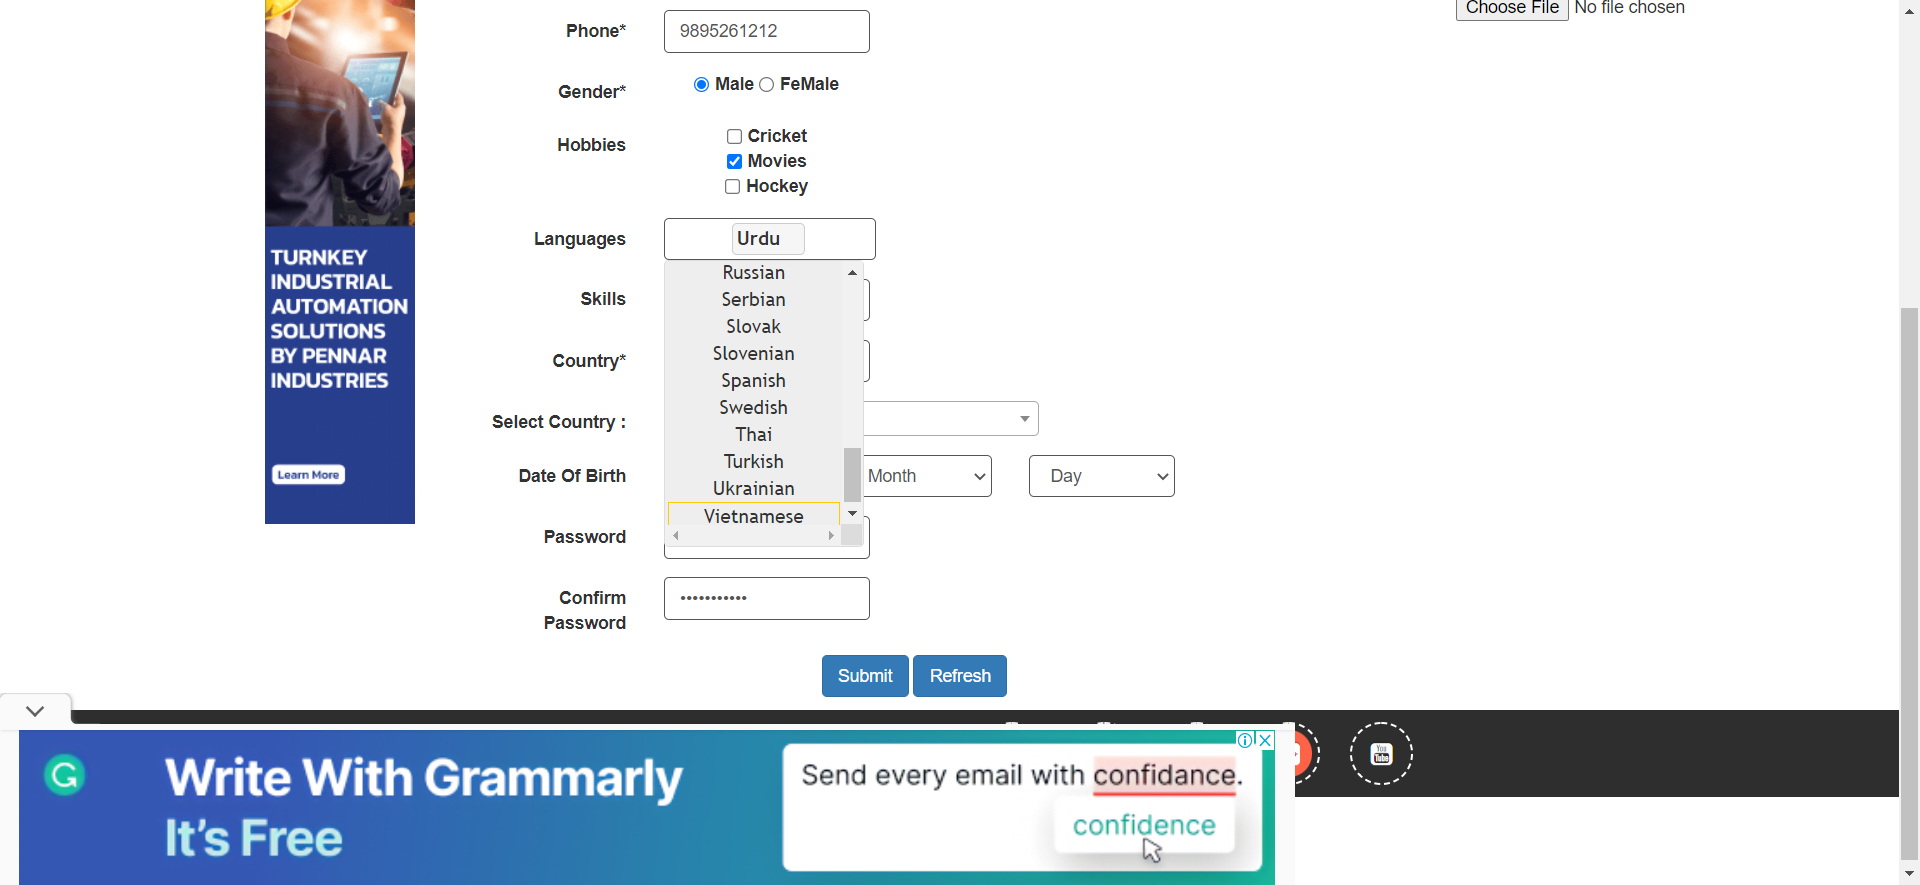 Choose File No file chosen
Phone* 9895261212
Gender* Male FeMale
Hobbies
Cricket
Movies
Hockey
Languages Urdu
Russian
Serbian
Slovak
Slovenian
Spanish
Swedish
Thai
Turkish
Ukrainian
Vietnamese
Skills
Country*
Select Country :
Date Of Birth Month Day
Password
Confirm
Password •••••••••••
Submit Refresh
TURNKEY
INDUSTRIAL
AUTOMATION
SOLUTIONS
BY PENNAR
INDUSTRIES
Learn More
Write With Grammarly
It's Free
Send every email with confidance.
confidence
You
Tube